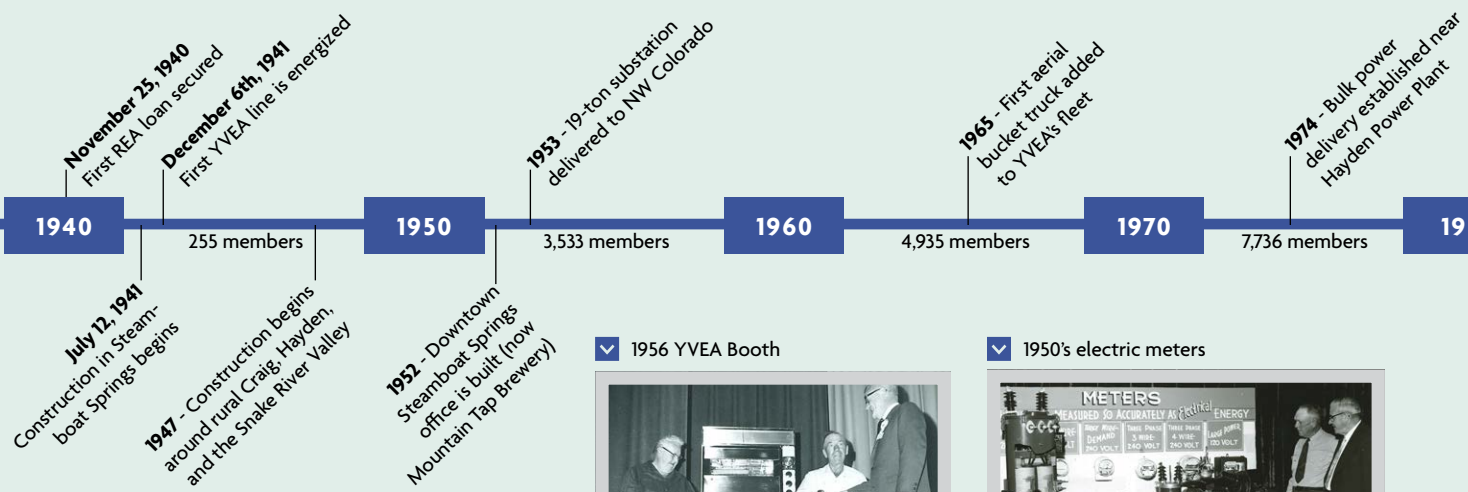 November 25, 1940
First REA loan secured
December 6th, 1941
First YVEA line is energized
1953 - 19-ton substation
delivered to NW Colorado
1965 - First aerial
bucket truck added
to YVEA's fleet
1974 - Bulk power
delivery established near
Hayden Power Plant
1940
1950
1960
1970
19
255 members
3,533 members
4,935 members
7,736 members
July 12, 1941
Construction in Steam-
boat Springs begins
1947 - Construction begins
around rural Craig, Hayden,
and the Snake River Valley
1952 - Downtown
Steamboat Springs
office is built (now
Mountain Tap Brewery)
1956 YVEA Booth
1950's electric meters
METERS
MEASURED SO ACCURATELY AS Electrical ENERGY
DEMAND
240 VOLT
THREE PHASE
3 WIRE-
240 VOLT
THREE PHASE
4 WIRE-
240 VOLT
LARGE POWER
120 VOLT